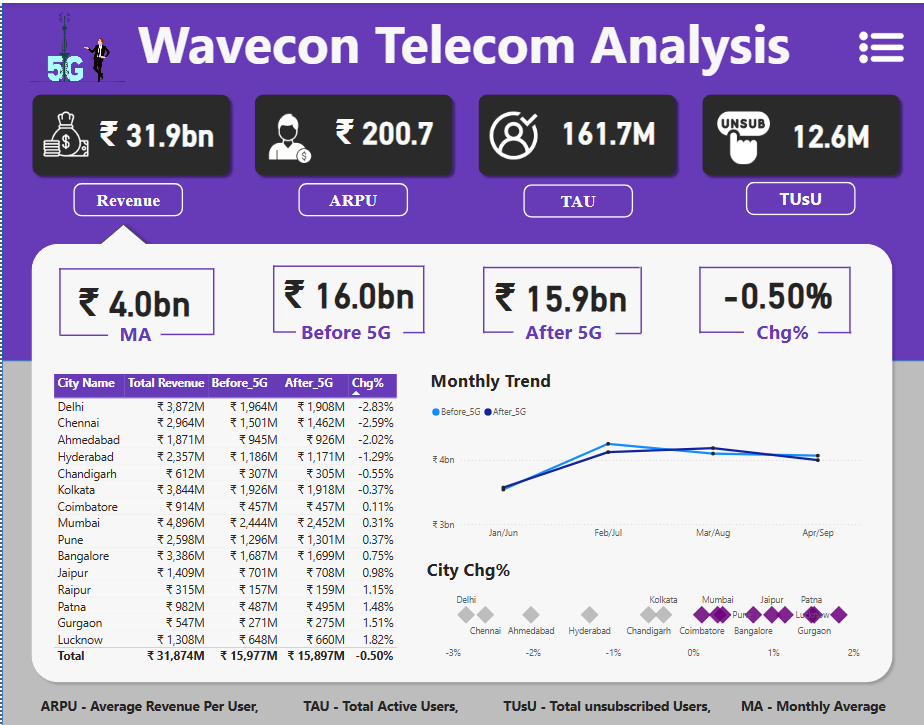 5G
Wavecon Telecom Analysis
₹ 31.9bn
₹ 200.7
161.7M
UNSUB
12.6M
Revenue
ARPU
TAU
TUsU
₹ 4.0bn
MA
₹ 16.0bn
Before 5G
₹ 15.9bn
After 5G
-0.50%
Chg%
City Name Total Revenue Before_5G After_5G Chg%
Delhi ₹ 3,872M ₹ 1,964M ₹ 1,908M -2.83%
Chennai ₹ 2,964M ₹ 1,501M ₹ 1,462M -2.59%
Ahmedabad ₹ 1,871M ₹ 945M ₹ 926M -2.02%
Hyderabad ₹ 2,357M ₹ 1,186M ₹ 1,171M -1.29%
Chandigarh ₹ 612M ₹ 307M ₹ 305M -0.55%
Kolkata ₹ 3,844M ₹ 1,926M ₹ 1,918M -0.37%
Coimbatore ₹ 914M ₹ 457M ₹ 457M 0.11%
Mumbai ₹ 4,896M ₹ 2,444M ₹ 2,452M 0.31%
Pune ₹ 2,598M ₹ 1,296M ₹ 1,301M 0.37%
Bangalore ₹ 3,386M ₹ 1,687M ₹ 1,699M 0.75%
Jaipur ₹ 1,409M ₹ 701M ₹ 708M 0.98%
Raipur ₹ 315M ₹ 157M ₹ 159M 1.15%
Patna ₹ 982M ₹ 487M ₹ 495M 1.48%
Gurgaon ₹ 547M ₹ 271M ₹ 275M 1.51%
Lucknow ₹ 1,308M ₹ 648M ₹ 660M 1.82%
Total ₹ 31,874M ₹ 15,977M ₹ 15,897M -0.50%
Monthly Trend
Before_5G After_5G
₹ 4bn
₹ 3bn
Jan/Jun Feb/Jul Mar/Aug Apr/Sep
City Chg%
Delhi Kolkata Mumbai Jaipur Patna
Pune Lucknow
Chennai Ahmedabad Hyderabad Chandigarh Coimbatore Bangalore Gurgaon
-3% -2% -1% 0% 1% 2%
ARPU - Average Revenue Per User, TAU - Total Active Users, TUsU - Total unsubscribed Users, MA - Monthly Average